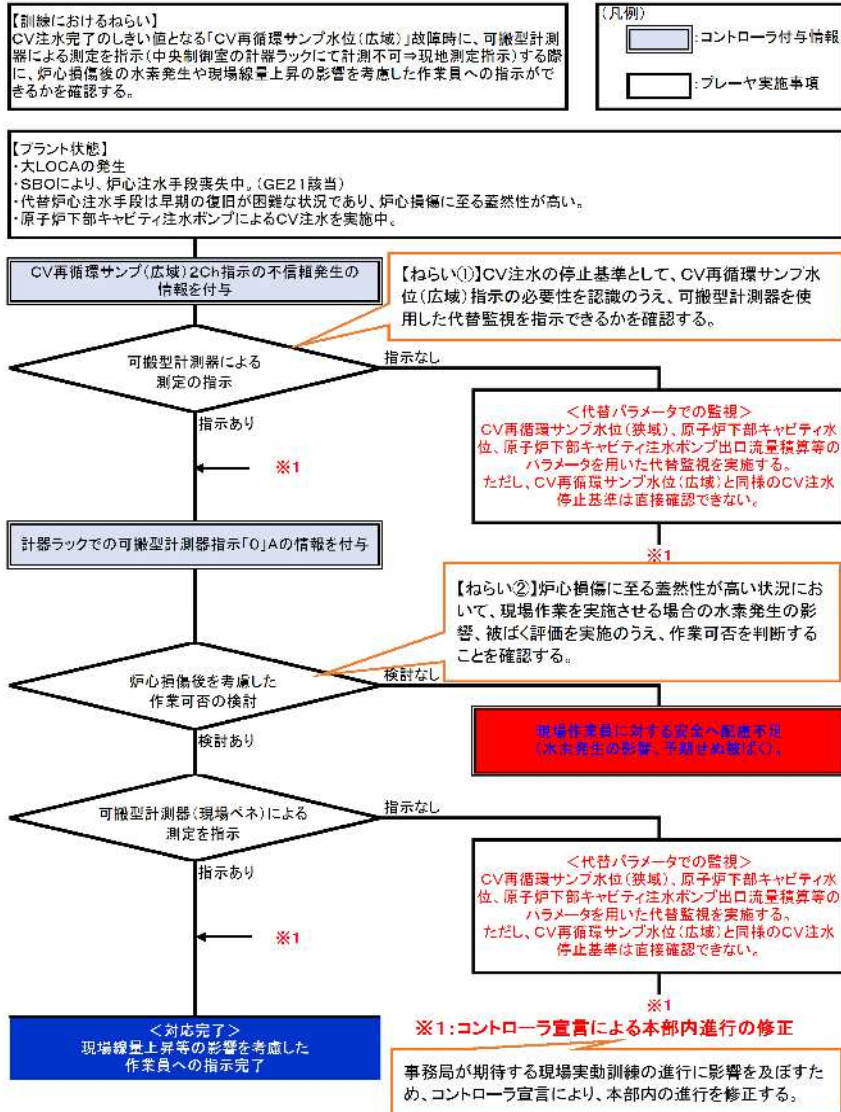 【訓練におけるねらい】
CV注水完了のしきい値となる「CV再循環サンプ水位(広域)」故障時に、可搬型計測
器による測定を指示(中央制御室の計器ラックにて計測不可⇒現地測定指示)する際
に、炉心損傷後の水素発生や現場線量上昇の影響を考慮した作業員への指示がで
きるかを確認する。
(凡例)
:コントローラ付与情報
:プレーヤ実施事項
【プラント状態】
・大LOCAの発生
・SBOにより、炉心注水手段喪失中。(GE21該当)
・代替炉心注水手段は早期の復旧が困難な状況であり、炉心損傷に至る蓋然性が高い。
・原子炉下部キャビティ注水ポンプによるCV注水を実施中。
CV再循環サンプ(広域)2Ch指示の不信頼発生の
情報を付与
【ねらい①】CV注水の停止基準として、CV再循環サンプ水
位(広域)指示の必要性を認識のうえ、可搬型計測器を使
用した代替監視を指示できるかを確認する。
可搬型計測器による
測定の指示
指示なし
指示あり
<代替パラメータでの監視>
CV再循環サンプ水位(狭域)、原子炉下部キャビティ水
位、原子炉下部キャビティ注水ポンプ出口流量積算等の
パラメータを用いた代替監視を実施する。
ただし、CV再循環サンプ水位(広域)と同様のCV注水
停止基準は直接確認できない。
※1
※1
計器ラックでの可搬型計測器指示「0」Aの情報を付与
【ねらい②】炉心損傷に至る蓋然性が高い状況にお
いて、現場作業を実施させる場合の水素発生の影
響、被ばく評価を実施のうえ、作業可否を判断する
ことを確認する。
炉心損傷後を考慮した
作業可否の検討
検討なし
検討あり
現場作業員に対する安全へ配慮不足
(水素発生の影響、予期せぬ被ばく)。
可搬型計測器(現場ペネ)による
測定を指示
指示なし
指示あり
<代替パラメータでの監視>
CV再循環サンプ水位(狭域)、原子炉下部キャビティ水
位、原子炉下部キャビティ注水ポンプ出口流量積算等の
パラメータを用いた代替監視を実施する。
ただし、CV再循環サンプ水位(広域)と同様のCV注水
停止基準は直接確認できない。
※1
※1
<対応完了>
現場線量上昇等の影響を考慮した
作業員への指示完了
※1:コントローラ宣言による本部内進行の修正
事務局が期待する現場実動訓練の進行に影響を及ぼすた
め、コントローラ宣言により、本部内の進行を修正する。